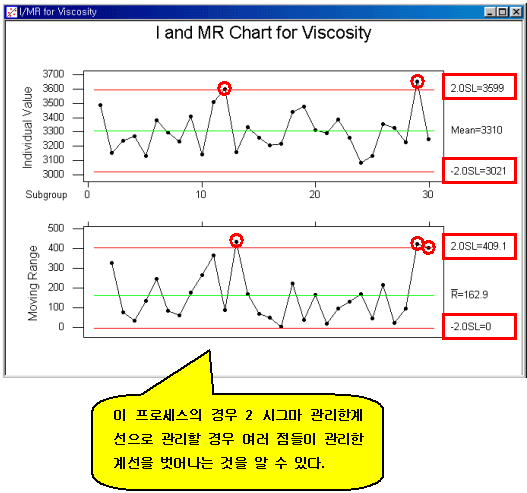 I/MR for Viscosity
I and MR Chart for Viscosity
Individual Value
3700
3600
3500
3400
3300
3200
3100
3000
2.0SL=3599
Mean=3310
-2.0SL=3021
Subgroup
0
10
20
30
Moving Range
500
400
300
200
100
0
2.0SL=409.1
R=162.9
-2.0SL=0
이 프로세스의 경우 2 시그마 관리한계
선으로 관리할 경우 여러 점들이 관리한
계선을 벗어나는 것을 알 수 있다.